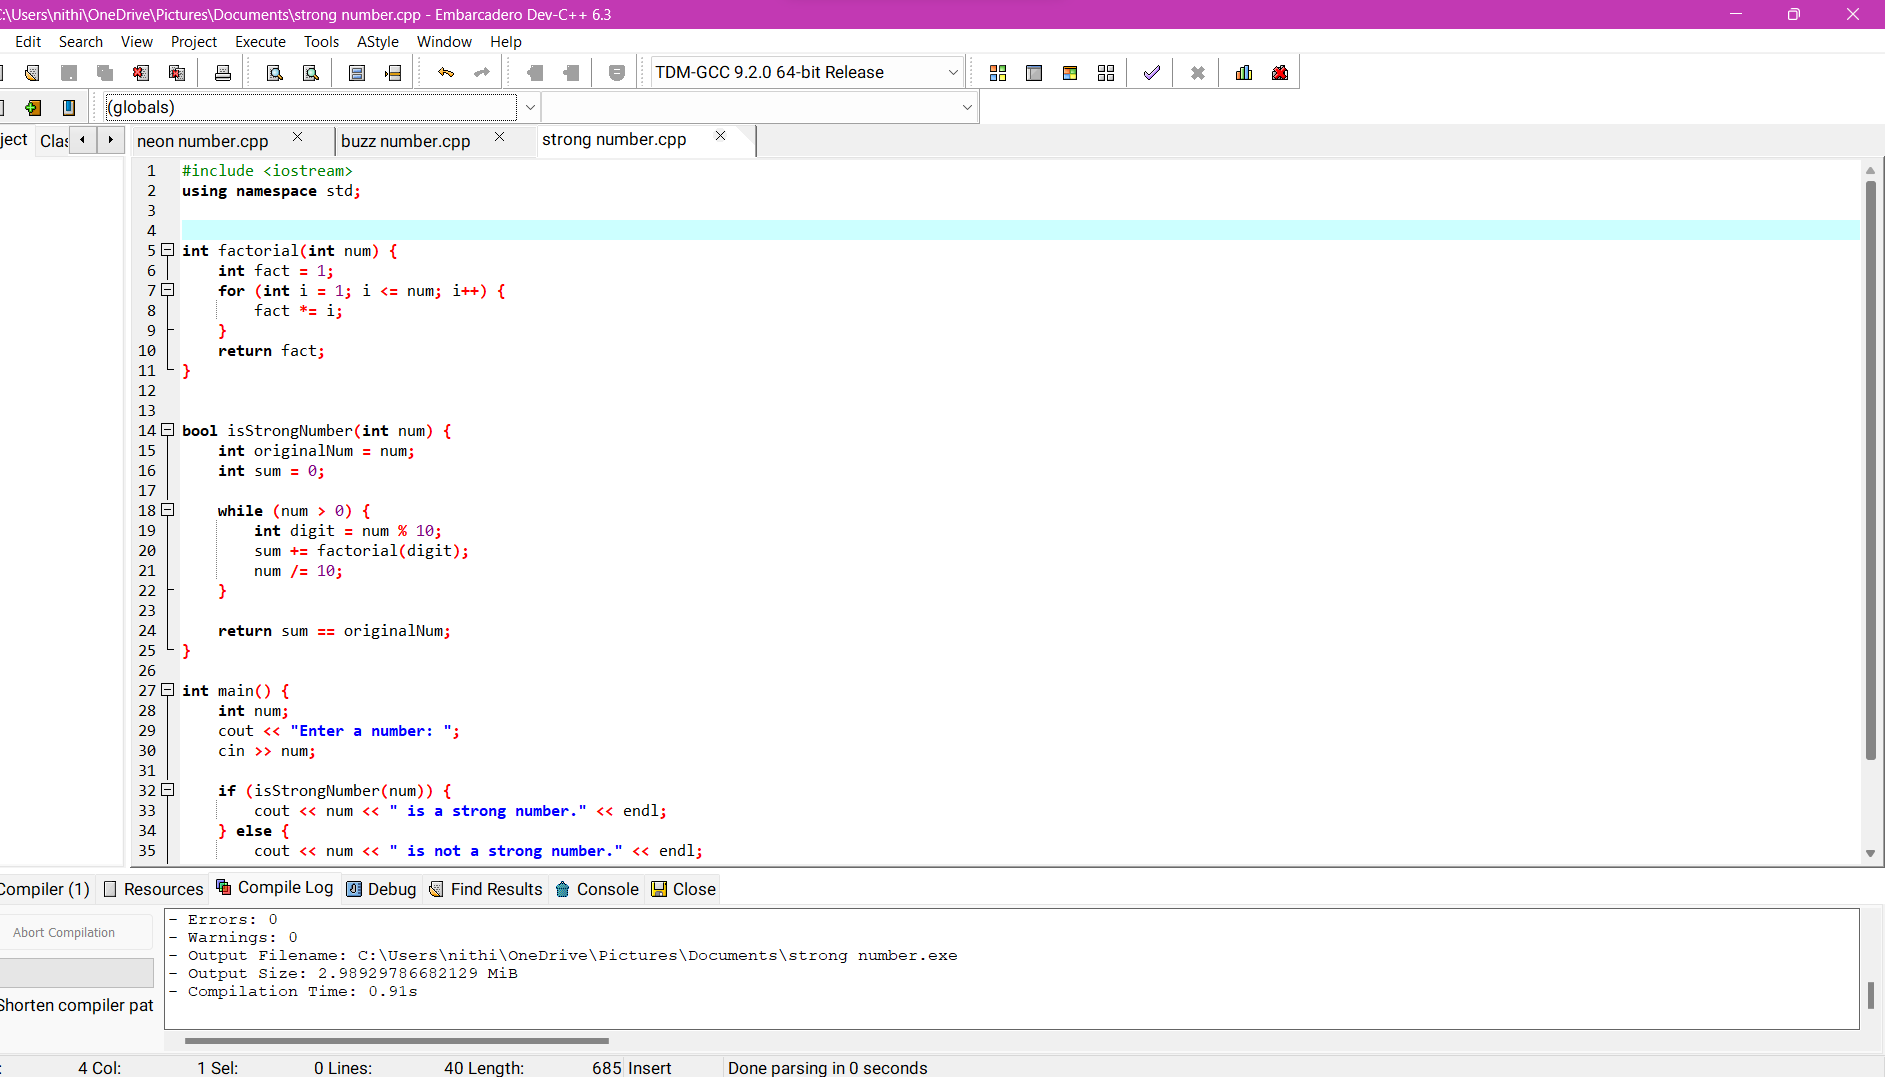 :\Users\nithi\OneDrive\Pictures\Documents\strong number.cpp - Embarcadero Dev-C++ 6.3
Edit Search View Project Execute Tools AStyle Window Help
TDM-GCC 9.2.0 64-bit Release
(globals)
ject Clas neon number.cpp buzz number.cpp strong number.cpp
1 #include <iostream>
2 using namespace std;
3
4
5 int factorial(int num) {
6 int fact = 1;
7 for (int i = 1; i <= num; i++) {
8 fact *= i;
9 }
10 return fact;
11 }
12
13
14 bool isStrongNumber(int num) {
15 int originalNum = num;
16 int sum = 0;
17
18 while (num > 0) {
19 int digit = num % 10;
20 sum += factorial(digit);
21 num /= 10;
22 }
23
24 return sum == originalNum;
25 }
26
27 int main() {
28 int num;
29 cout << "Enter a number: ";
30 cin >> num;
31
32 if (isStrongNumber(num)) {
33 cout << num << " is a strong number." << endl;
34 } else {
35 cout << num << " is not a strong number." << endl;
Compiler (1) Resources Compile Log Debug Find Results Console Close
Abort Compilation
Shorten compiler pat
- Errors: 0
- Warnings: 0
- Output Filename: C:\Users\nithi\OneDrive\Pictures\Documents\strong number.exe
- Output Size: 2.98929786682129 MiB
- Compilation Time: 0.91s
: 4 Col: 1 Sel: 0 Lines: 40 Length: 685 Insert Done parsing in 0 seconds